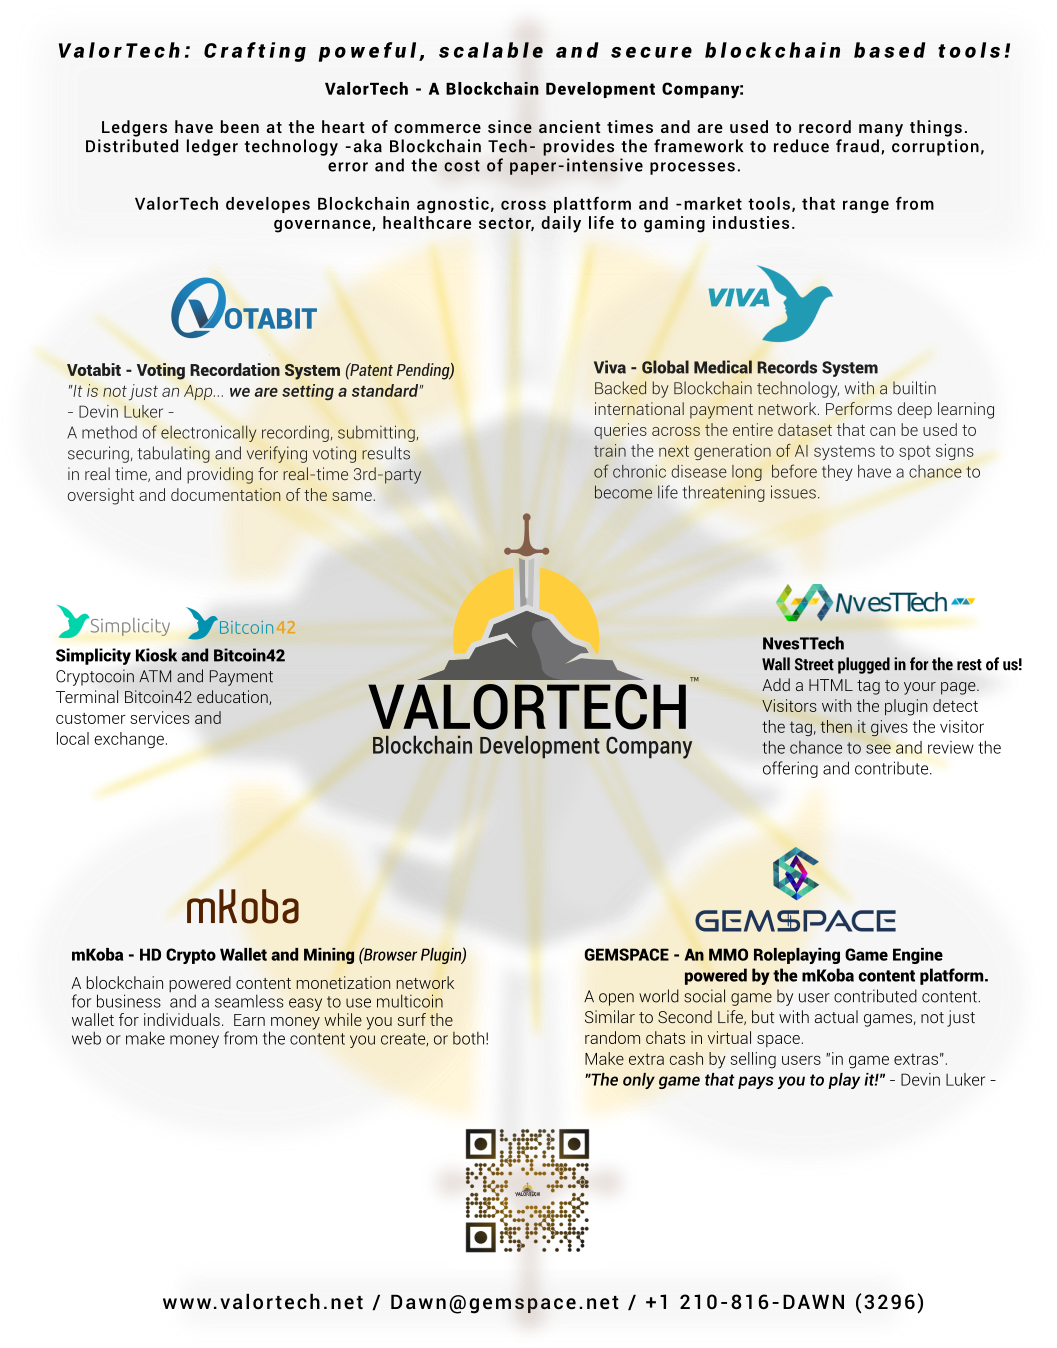 ValorTech: Crafting poweful, scalable and secure blockchain based tools!
ValorTech - A Blockchain Development Company:
Ledgers have been at the heart of commerce since ancient times and are used to record many things.
Distributed ledger technology -aka Blockchain Tech- provides the framework to reduce fraud, corruption,
error and the cost of paper-intensive processes.
ValorTech developes Blockchain agnostic, cross plattform and -market tools, that range from
governance, healthcare sector, daily life to gaming industies.
VOTABIT
Votabit - Voting Recordation System (Patent Pending)
"It is not just an App... we are setting a standard"
- Devin Luker -
A method of electronically recording, submitting,
securing, tabulating and verifying voting results
in real time, and providing for real-time 3rd-party
oversight and documentation of the same.
VIVA
Viva - Global Medical Records System
Backed by Blockchain technology, with a builtin
international payment network. Performs deep learning
queries across the entire dataset that can be used to
train the next generation of AI systems to spot signs
of chronic disease long  before they have a chance to
become life threatening issues.
Simplicity Bitcoin42
Simplicity Kiosk and Bitcoin42
Cryptocoin ATM and Payment
Terminal Bitcoin42 education,
customer services and
local exchange.
VALORTECH™
Blockchain Development Company
NvesTTech
NvesTTech
Wall Street plugged in for the rest of us!
Add a HTML tag to your page.
Visitors with the plugin detect
the tag, then it gives the visitor
the chance to see and review the
offering and contribute.
mKoba
mKoba - HD Crypto Wallet and Mining (Browser Plugin)
A blockchain powered content monetization network
for business  and a seamless easy to use multicoin
wallet for individuals.  Earn money while you surf the
web or make money from the content you create, or both!
GEMSPACE
GEMSPACE - An MMO Roleplaying Game Engine
powered by the mKoba content platform.
A open world social game by user contributed content.
Similar to Second Life, but with actual games, not just
random chats in virtual space.
Make extra cash by selling users "in game extras".
"The only game that pays you to play it!" - Devin Luker -
VALORTECH
www.valortech.net / Dawn@gemspace.net / +1 210-816-DAWN (3296)